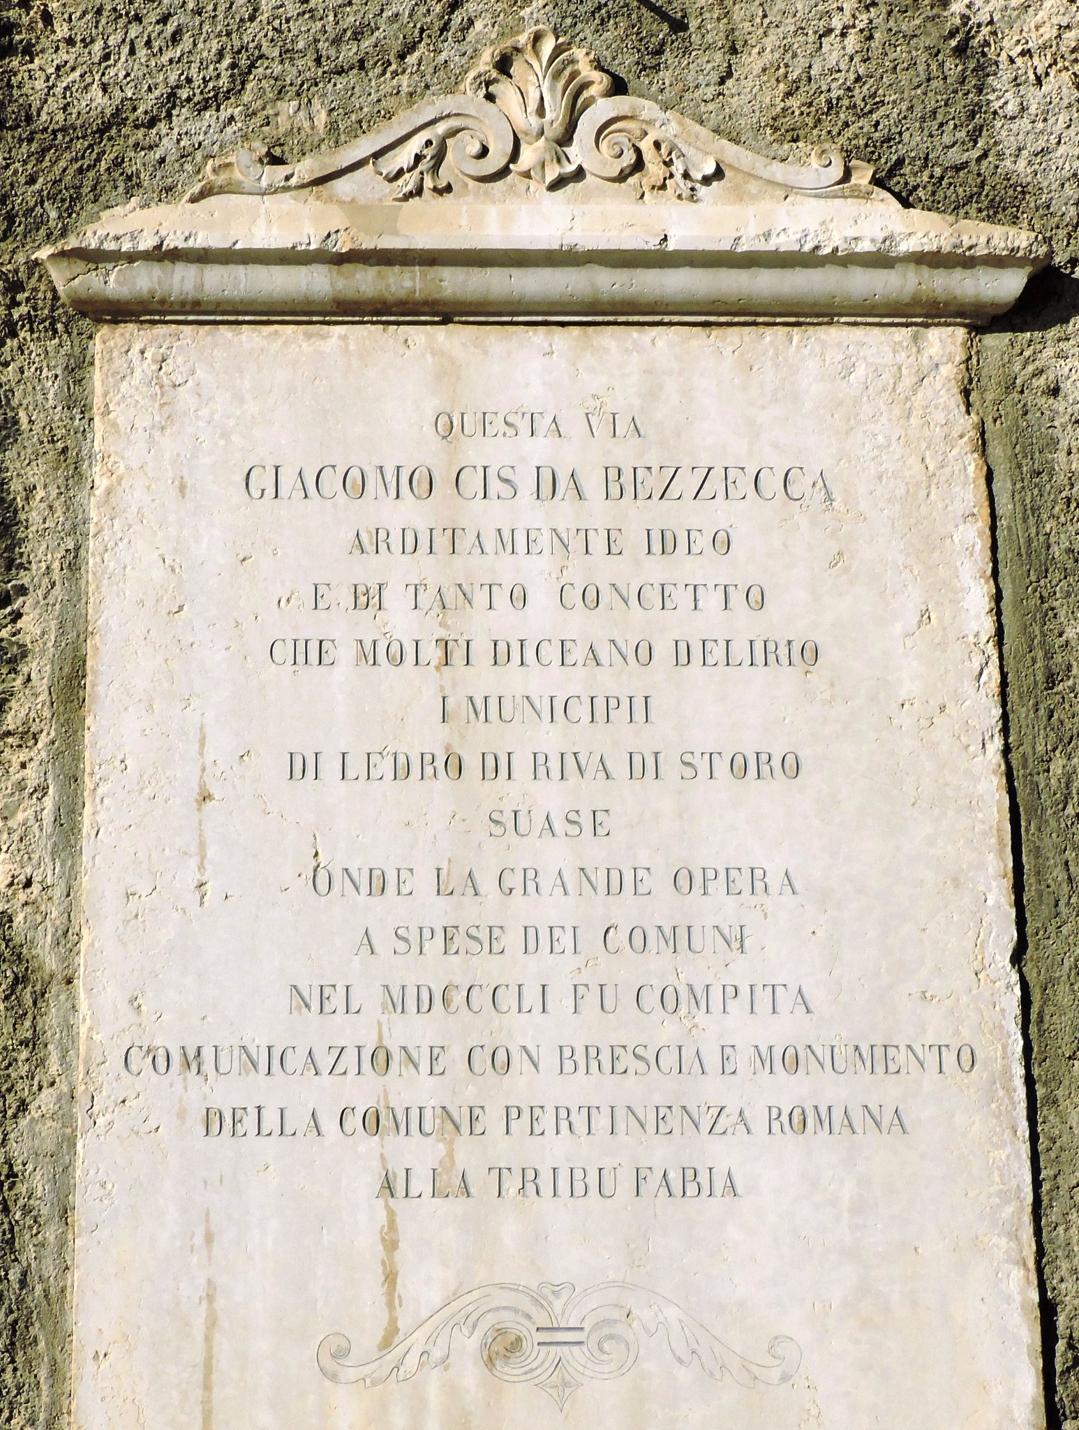 QUESTA VIA
GIACOMO CIS DA BEZZECCA
ARDITAMENTE IDEO
E DI TANTO CONCETTO
CHE MOLTI DICEANO DELIRIO
I MUNICIPII
DI LEDRO DI RIVA DI STORO
SUASE
ONDE LA GRANDE OPERA
A SPESE DEI COMUNI
NEL MDCCCLI FU COMPITA
COMUNICAZIONE CON BRESCIA E MONUMENTO
DELLA COMUNE PERTINENZA ROMANA
ALLA TRIBU FABIA